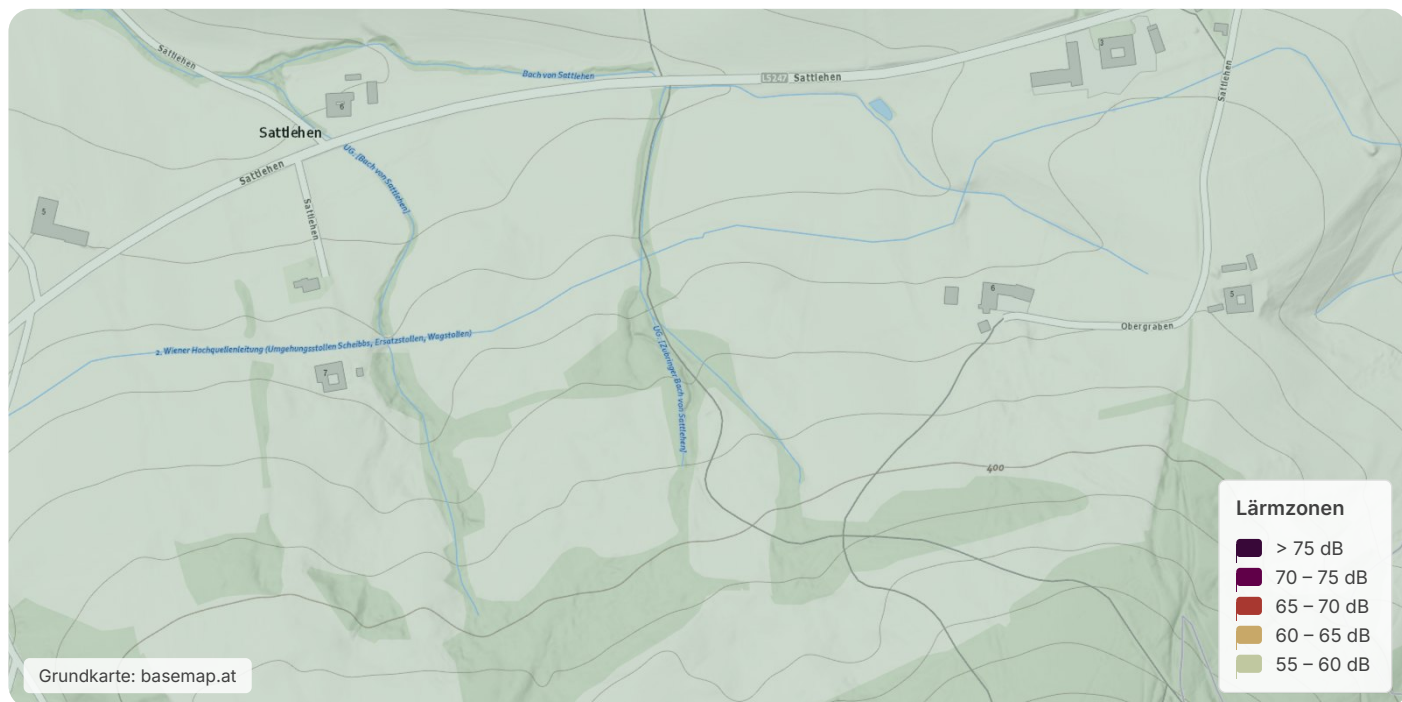 Sattlehen
Bach von Sattlehen
Sattlehen
3
Sattlehen
6
Sattlehen
UG. (Bach von Sattlehen)
Sattlehen
Sattlehen
5
6
5
Obergraben
2. Wiener Hochquellenleitung (Umgehungsstollen Scheibbs, Ersatzstollen, Wagstollen)
UG. (Zubringer Bach von Sattlehen)
7
400
Lärmzonen
> 75 dB
70 – 75 dB
65 – 70 dB
60 – 65 dB
55 – 60 dB
Grundkarte: basemap.at